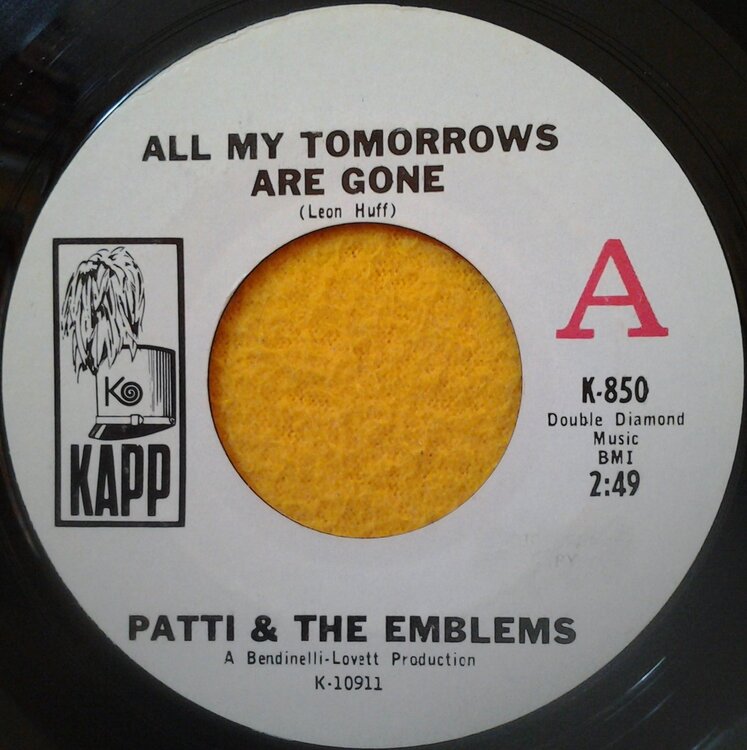 ALL MY TOMORROWS
ARE GONE
(Leon Huff)
K
KAPP
A
K-850
Double Diamond
Music
BMI
2:49
PATTI & THE EMBLEMS
A Bendinelli-Lovett Production
K-10911